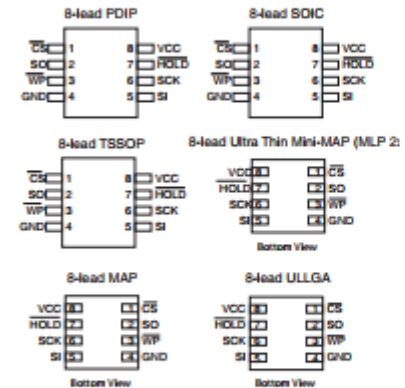 8-lead PDIP
CS 1 8 VCC
SO 2 7 HOLD
WP 3 6 SCK
GND 4 5 SI
8-lead SOIC
CS 1 8 VCC
SO 2 7 HOLD
WP 3 6 SCK
GND 4 5 SI
8-lead TSSOP
CS 1 8 VCC
SO 2 7 HOLD
WP 3 6 SCK
GND 4 5 SI
8-lead Ultra Thin Mini-MAP (MLP 2
VCC 8 1 CS
HOLD 7 2 SO
SCK 6 3 WP
SI 5 4 GND
Bottom View
8-lead MAP
VCC 8 1 CS
HOLD 7 2 SO
SCK 6 3 WP
SI 5 4 GND
Bottom View
8-lead ULLGA
VCC 8 1 CS
HOLD 7 2 SO
SCK 6 3 WP
SI 5 4 GND
Bottom View